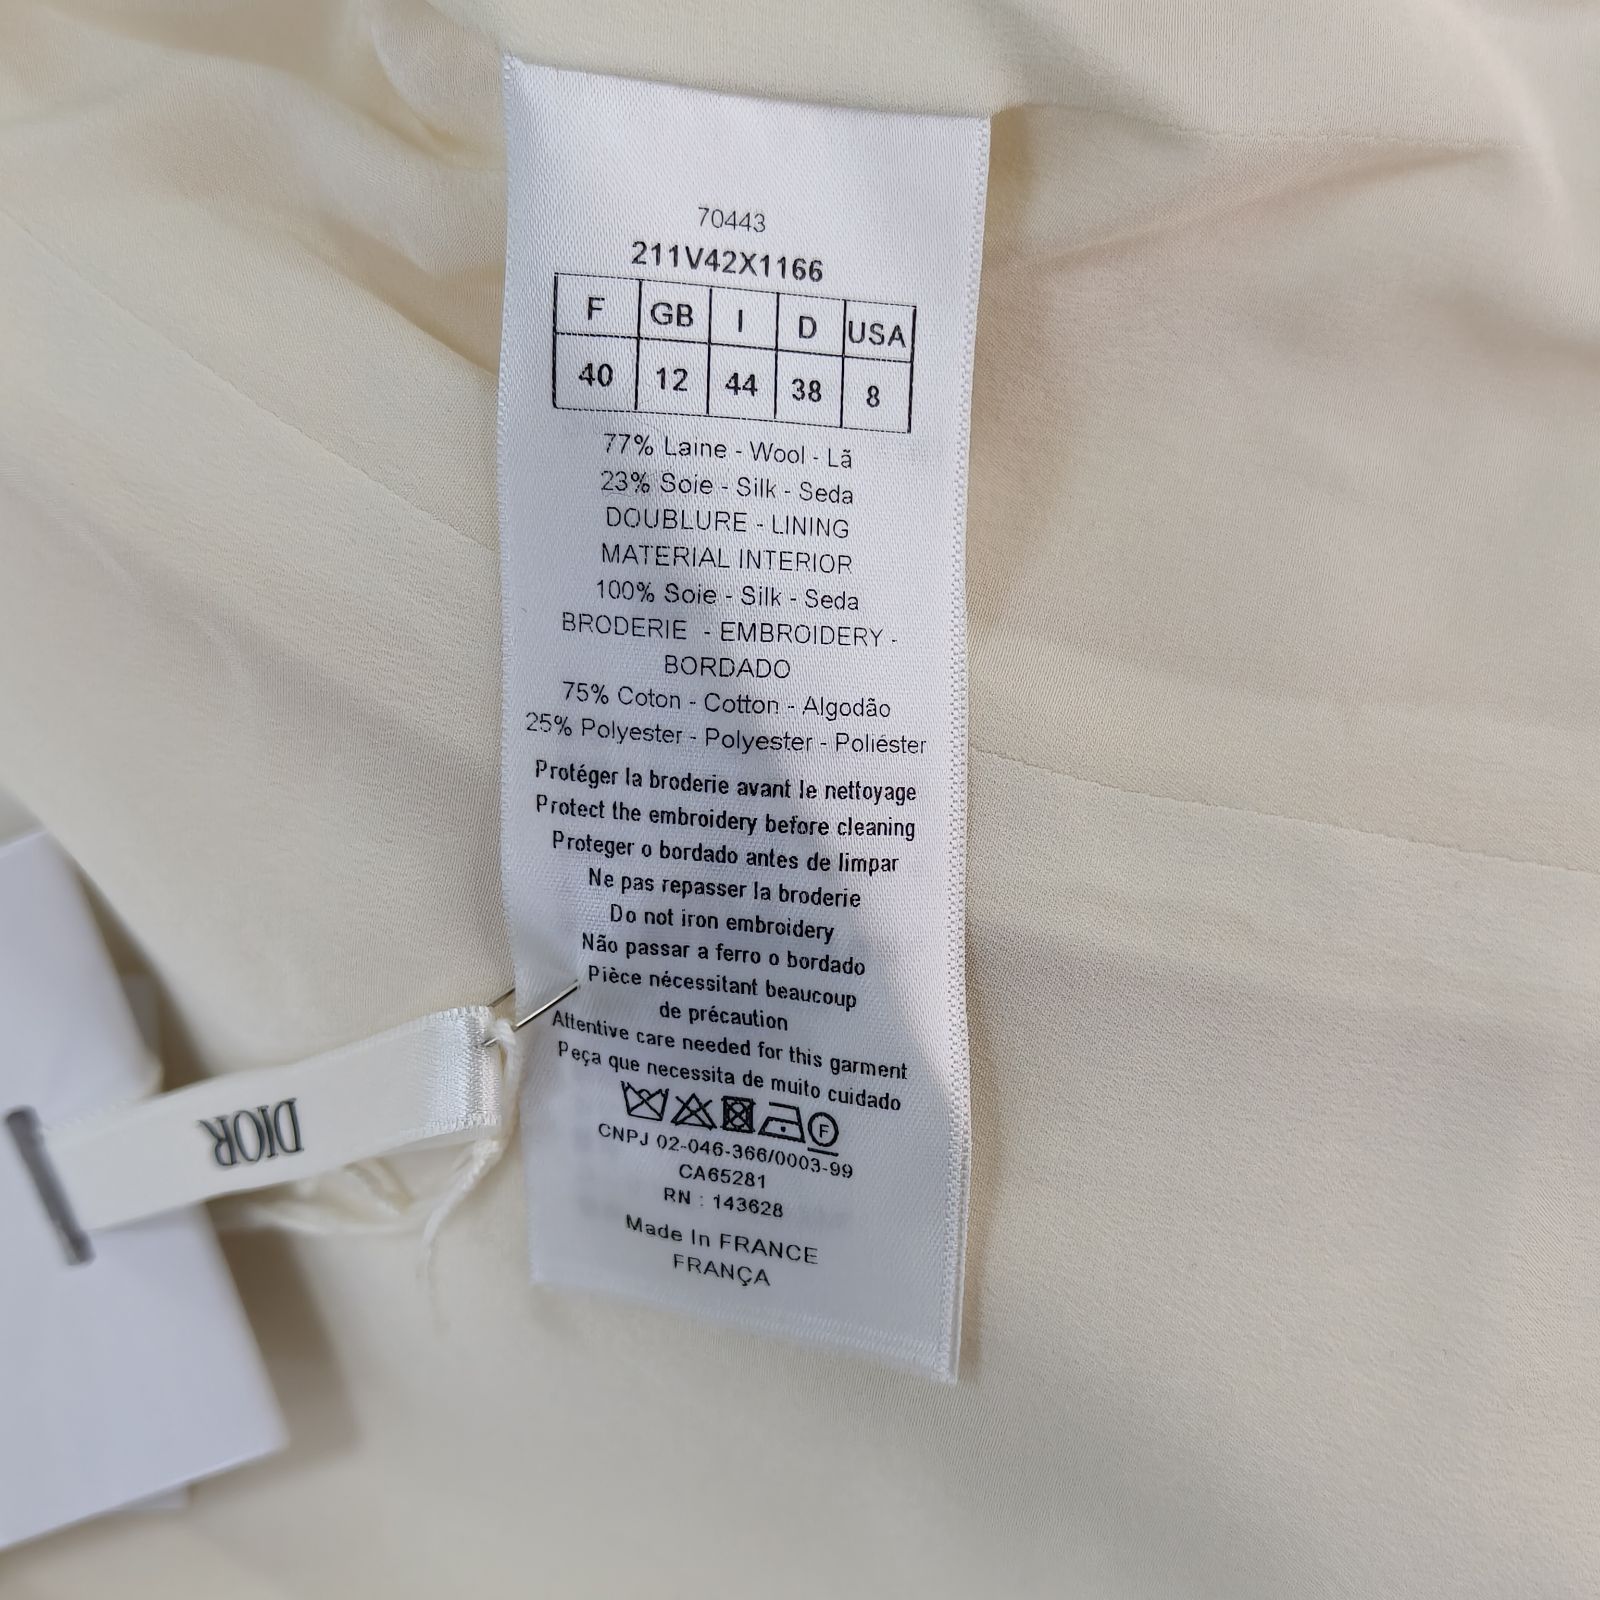 70443
211V42X1166
F GB I D USA
40 12 44 38 8
77% Laine - Wool - Lã
23% Soie - Silk - Seda
DOUBLURE - LINING
MATERIAL INTERIOR
100% Soie - Silk - Seda
BRODERIE - EMBROIDERY -
BORDADO
75% Coton - Cotton - Algodão
25% Polyester - Polyester - Poliéster
Protéger la broderie avant le nettoyage
Protect the embroidery before cleaning
Proteger o bordado antes de limpar
Ne pas repasser la broderie
Do not iron embroidery
Não passar a ferro o bordado
Pièce nécessitant beaucoup
de précaution
Attentive care needed for this garment
Peça que necessita de muito cuidado
F
CNPJ 02-046-366/0003-99
CA65281
RN : 143628
Made In FRANCE
FRANÇA
DIOR